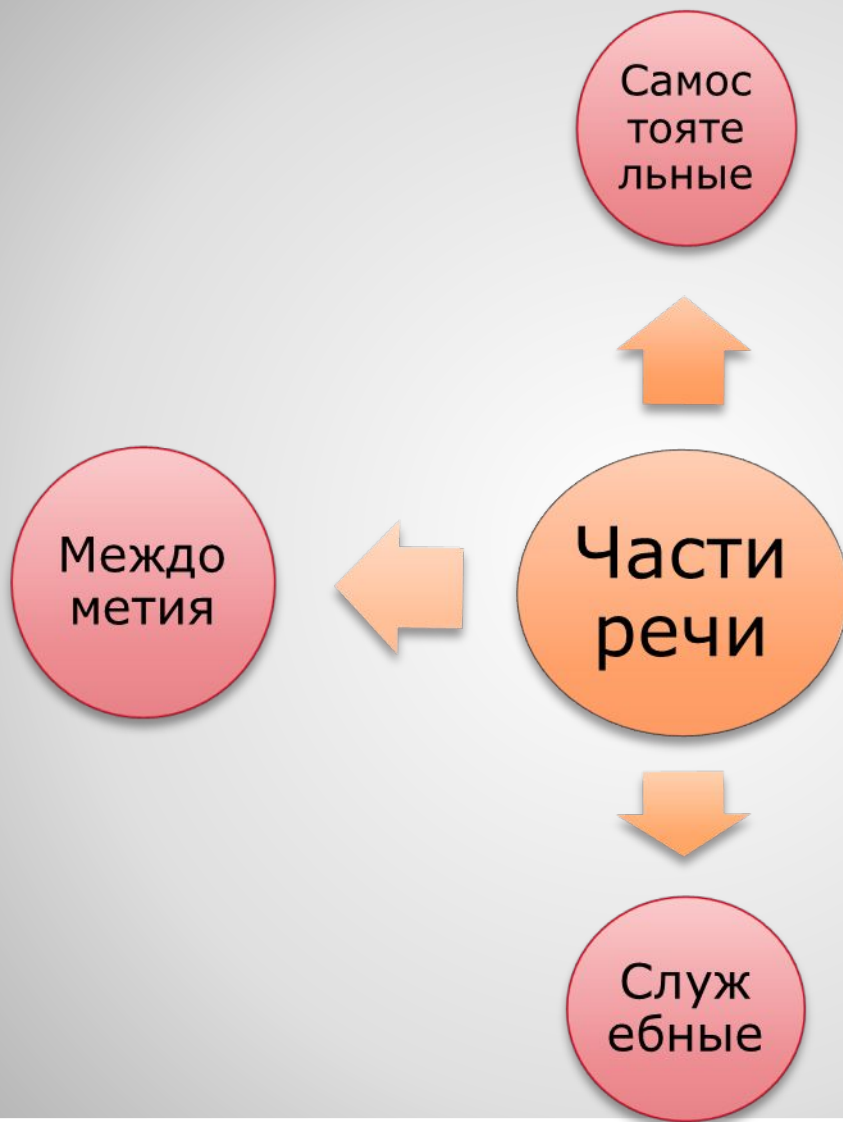 Самос
тояте
льные
Междо
метия
Части
речи
Служ
ебные